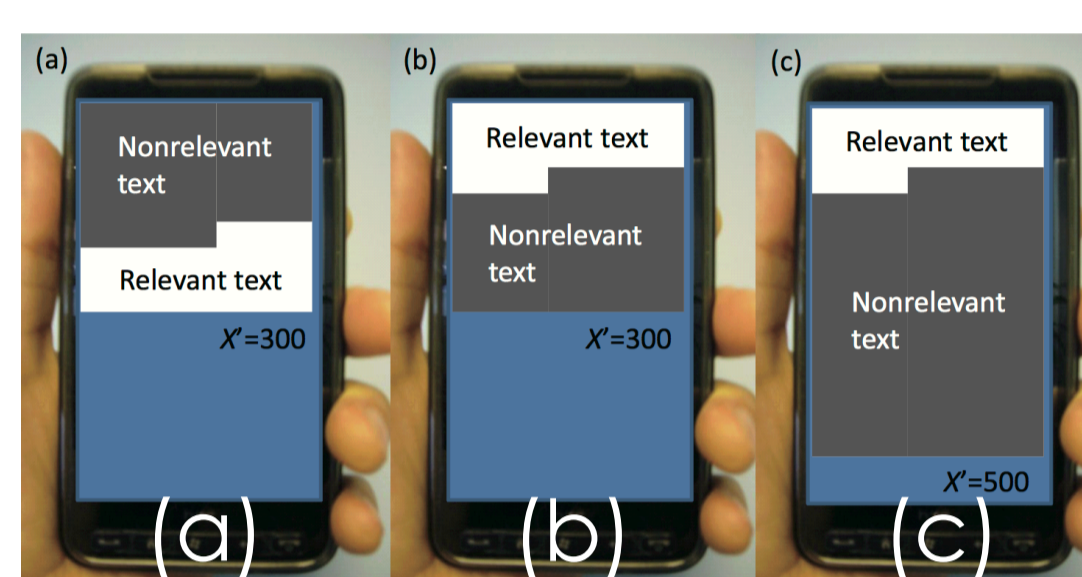 (a)
Nonrelevant
text
Relevant text
X'=300
(a)
(b)
Relevant text
Nonrelevant
text
X'=300
(b)
(c)
Relevant text
Nonrelevant
text
X'=500
(c)